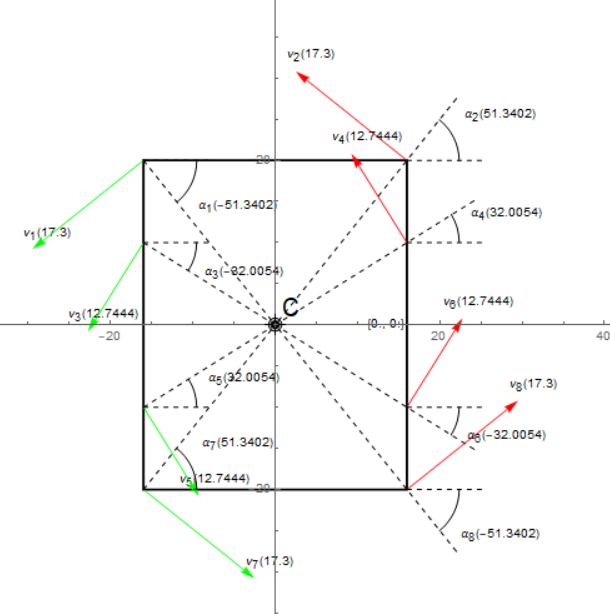 v2(17.3)
α2(51.3402)
v4(12.7444)
20
α1(-51.3402)
α4(32.0054)
v1(17.3)
α3(-32.0054)
C
v6(12.7444)
v3(12.7444)
{0., 0.}
-20
20
40
α5(32.0054)
v8(17.3)
α6(-32.0054)
α7(51.3402)
v5(12.7444)
-20
α8(-51.3402)
v7(17.3)